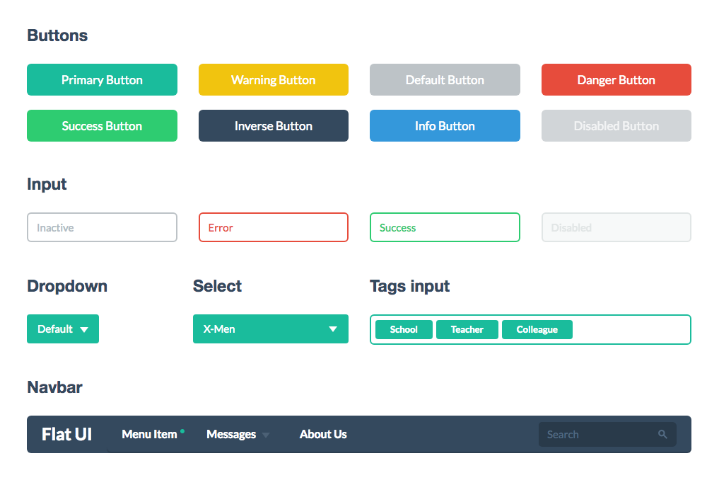 Buttons
Primary Button Warning Button Default Button Danger Button
Success Button Inverse Button Info Button Disabled Button
Input
Inactive Error Success Disabled
Dropdown Select Tags input
Default X-Men School Teacher Colleague
Navbar
Flat UI Menu Item Messages About Us Search